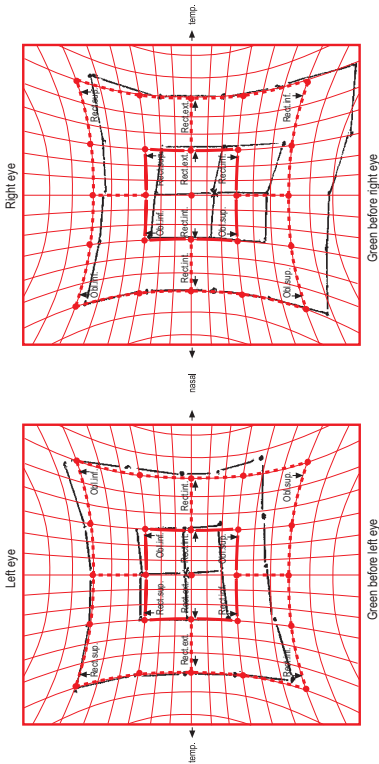 Left eye
Rect.sup.
Obl.inf.
Rect.sup.
Obl.inf.
temp.
Rect.ext.
Rect.ext.
Rect.int.
Rect.int.
nasal
Rect.inf.
Obl.sup.
Rect.inf.
Obl.sup.
Green before left eye
Right eye
Obl.inf.
Rect.sup.
Obl.inf.
Rect.sup.
Rect.int.
Rect.int.
Rect.ext.
Rect.ext.
temp.
Obl.sup.
Rect.inf.
Obl.sup.
Rect.inf.
Green before right eye